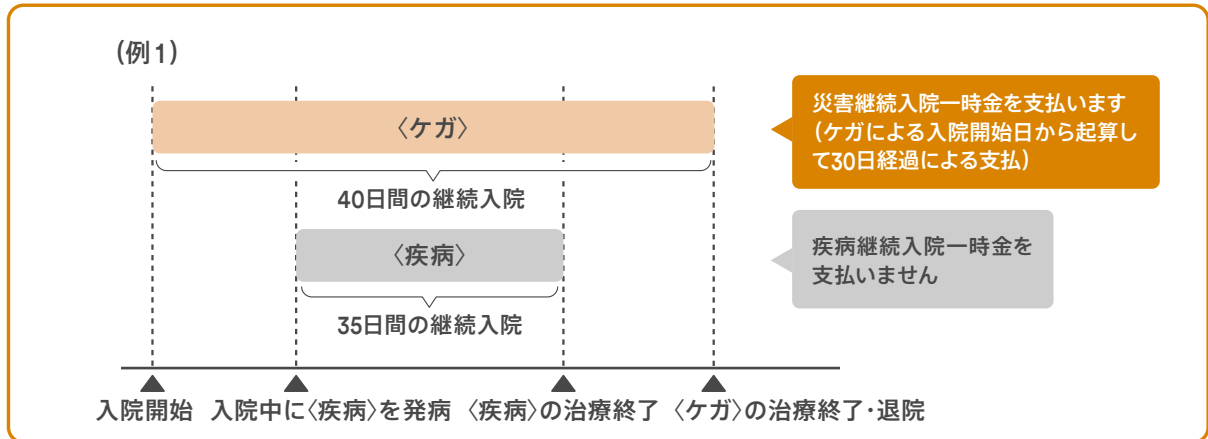 (例1)
〈ケガ〉
40日間の継続入院
災害継続入院一時金を支払います
(ケガによる入院開始日から起算し
て30日経過による支払)
〈疾病〉
35日間の継続入院
疾病継続入院一時金を
支払いません
入院開始
入院中に〈疾病〉を発病
〈疾病〉の治療終了
〈ケガ〉の治療終了・退院